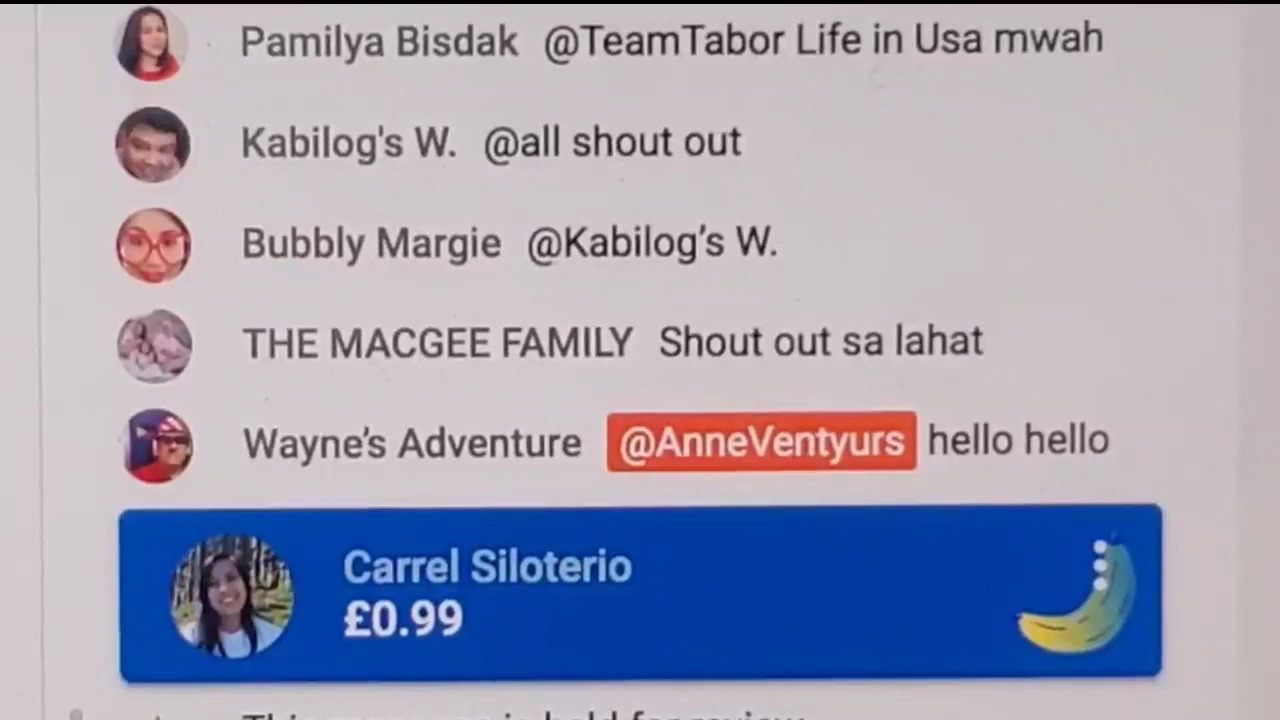 Pamilya Bisdak @TeamTabor Life in Usa mwah
Kabilog's W. @all shout out
Bubbly Margie @Kabilog's W.
THE MACGEE FAMILY Shout out sa lahat
Wayne's Adventure @AnneVentyurs hello hello
Carrel Siloterio
£0.99